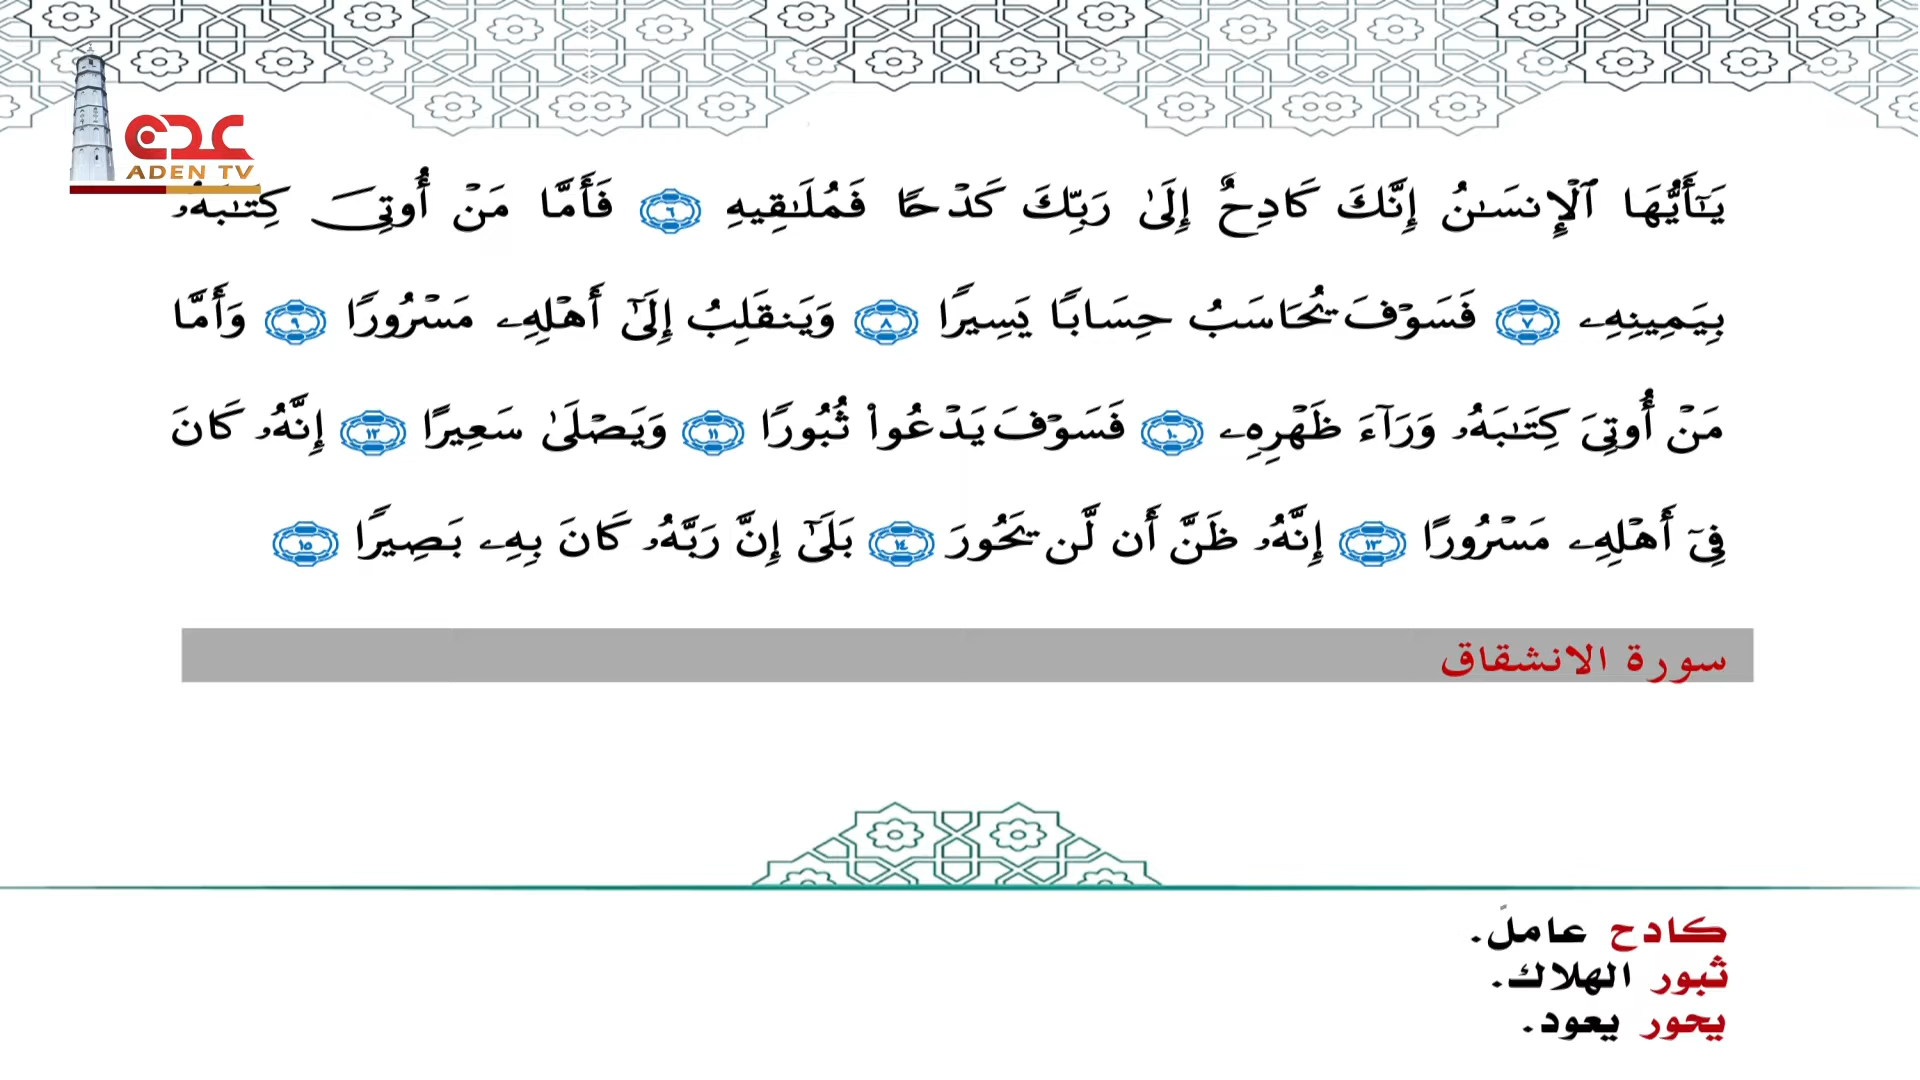 عدن
ADEN TV
يَـٰٓأَيُّهَا ٱلْإِنسَـٰنُ إِنَّكَ كَادِحٌ إِلَىٰ رَبِّكَ كَدْحًا فَمُلَـٰقِيهِ ٦ فَأَمَّا مَنْ أُوتِىَ كِتَـٰبَهُۥ
بِيَمِينِهِۦ ٧ فَسَوْفَ يُحَاسَبُ حِسَابًا يَسِيرًا ٨ وَيَنقَلِبُ إِلَىٰٓ أَهْلِهِۦ مَسْرُورًا ٩ وَأَمَّا
مَنْ أُوتِىَ كِتَـٰبَهُۥ وَرَآءَ ظَهْرِهِۦ ١٠ فَسَوْفَ يَدْعُوا۟ ثُبُورًا ١١ وَيَصْلَىٰ سَعِيرًا ١٢ إِنَّهُۥ كَانَ
فِىٓ أَهْلِهِۦ مَسْرُورًا ١٣ إِنَّهُۥ ظَنَّ أَن لَّن يَحُورَ ١٤ بَلَىٰٓ إِنَّ رَبَّهُۥ كَانَ بِهِۦ بَصِيرًا ١٥
سورة الانشقاق
كادح عاملً.
ثبور الهلاك.
يحور يعود.